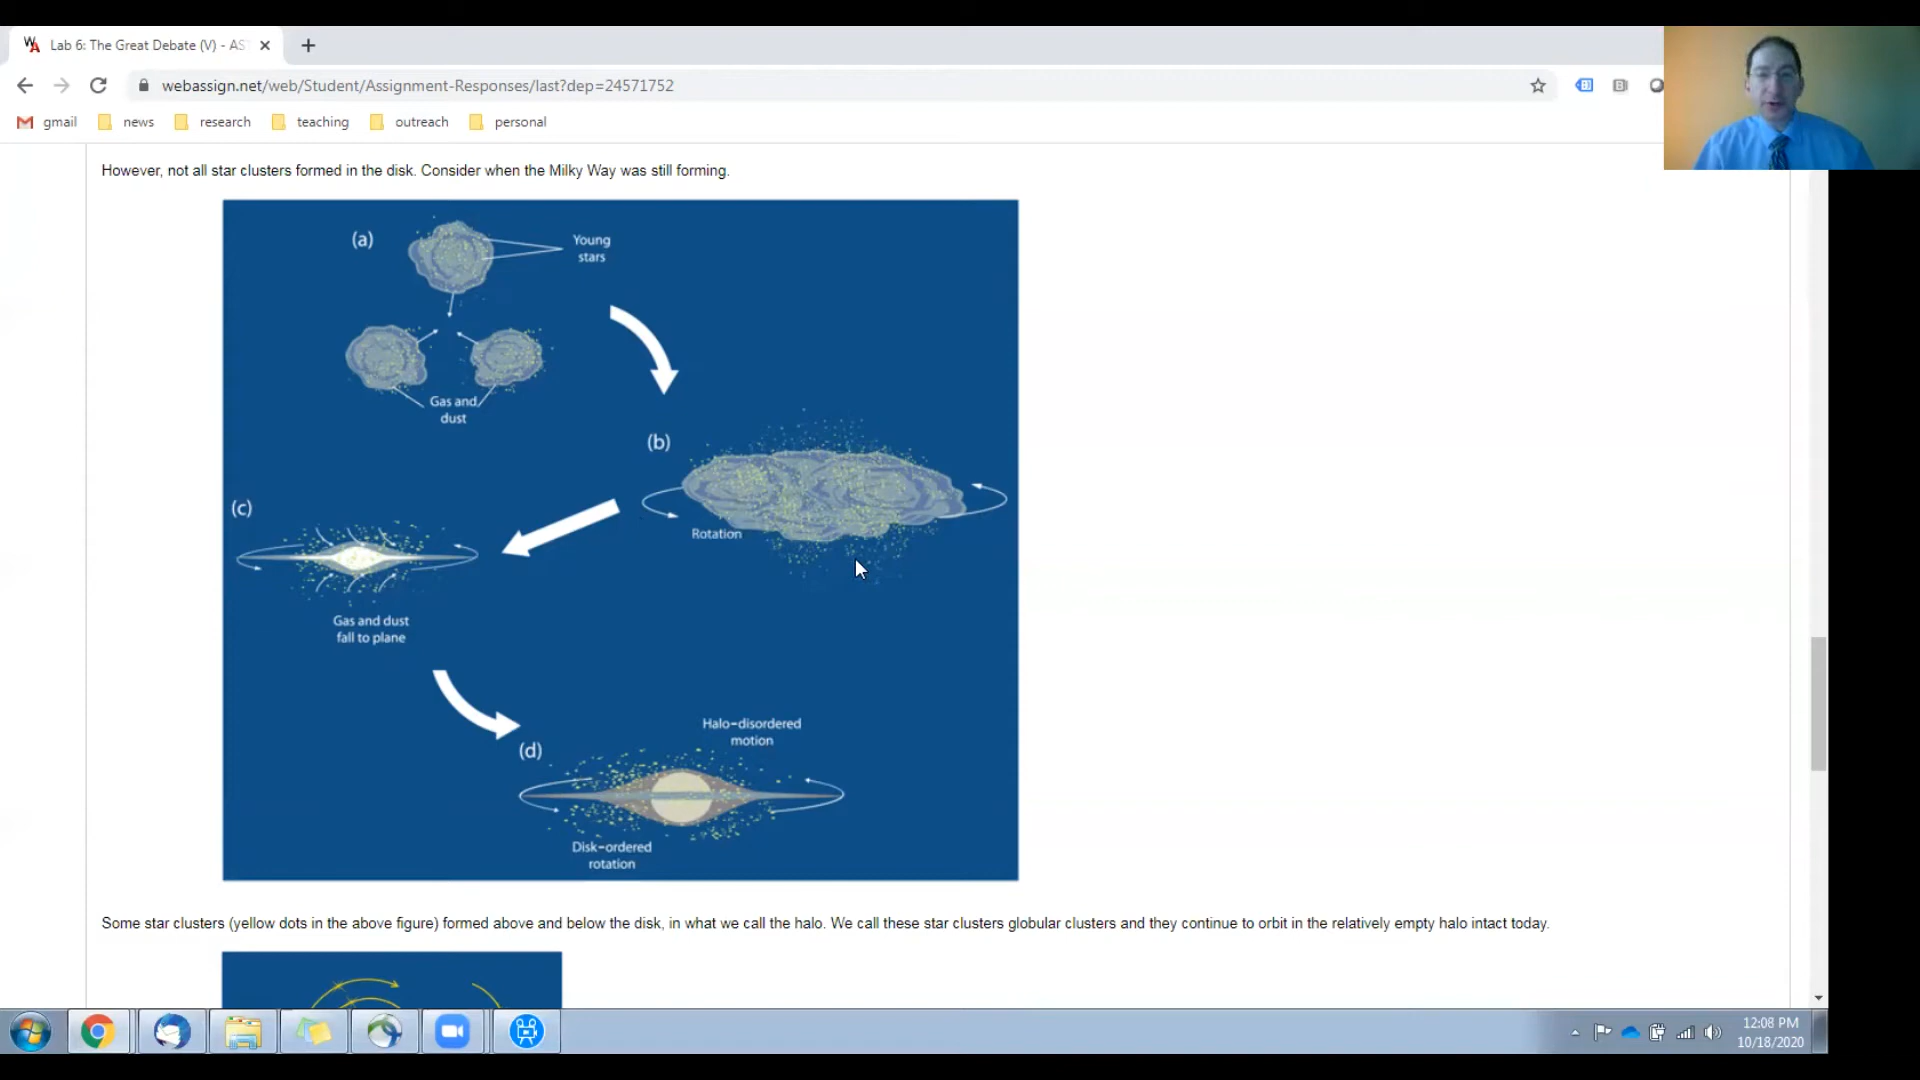 Lab 6: The Great Debate (V) - AS
webassign.net/web/Student/Assignment-Responses/last?dep=24571752
gmail news research teaching outreach personal
However, not all star clusters formed in the disk. Consider when the Milky Way was still forming.
(a)
Young
stars
Gas and
dust
(b)
Rotation
(c)
Gas and dust
fall to plane
(d)
Halo-disordered
motion
Disk-ordered
rotation
Some star clusters (yellow dots in the above figure) formed above and below the disk, in what we call the halo. We call these star clusters globular clusters and they continue to orbit in the relatively empty halo intact today.
12:08 PM
10/18/2020